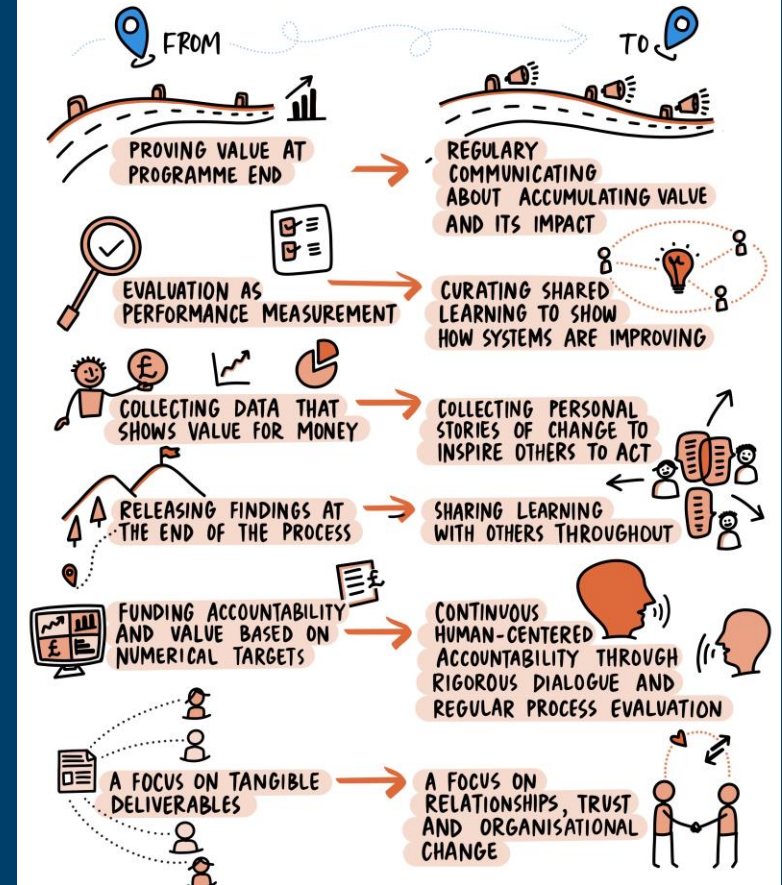 FROM
TO
PROVING VALUE AT
PROGRAMME END
REGULARY
COMMUNICATING
ABOUT ACCUMULATING VALUE
AND ITS IMPACT
EVALUATION AS
PERFORMANCE MEASUREMENT
CURATING SHARED
LEARNING TO SHOW
HOW SYSTEMS ARE IMPROVING
£
COLLECTING DATA THAT
SHOWS VALUE FOR MONEY
COLLECTING PERSONAL
STORIES OF CHANGE TO
INSPIRE OTHERS TO ACT
RELEASING FINDINGS AT
THE END OF THE PROCESS
SHARING LEARNING
WITH OTHERS THROUGHOUT
£
£
FUNDING ACCOUNTABILITY
AND VALUE BASED ON
NUMERICAL TARGETS
CONTINUOUS
HUMAN-CENTERED
ACCOUNTABILITY THROUGH
RIGOROUS DIALOGUE AND
REGULAR PROCESS EVALUATION
A FOCUS ON TANGIBLE
DELIVERABLES
A FOCUS ON
RELATIONSHIPS, TRUST
AND ORGANISATIONAL
CHANGE